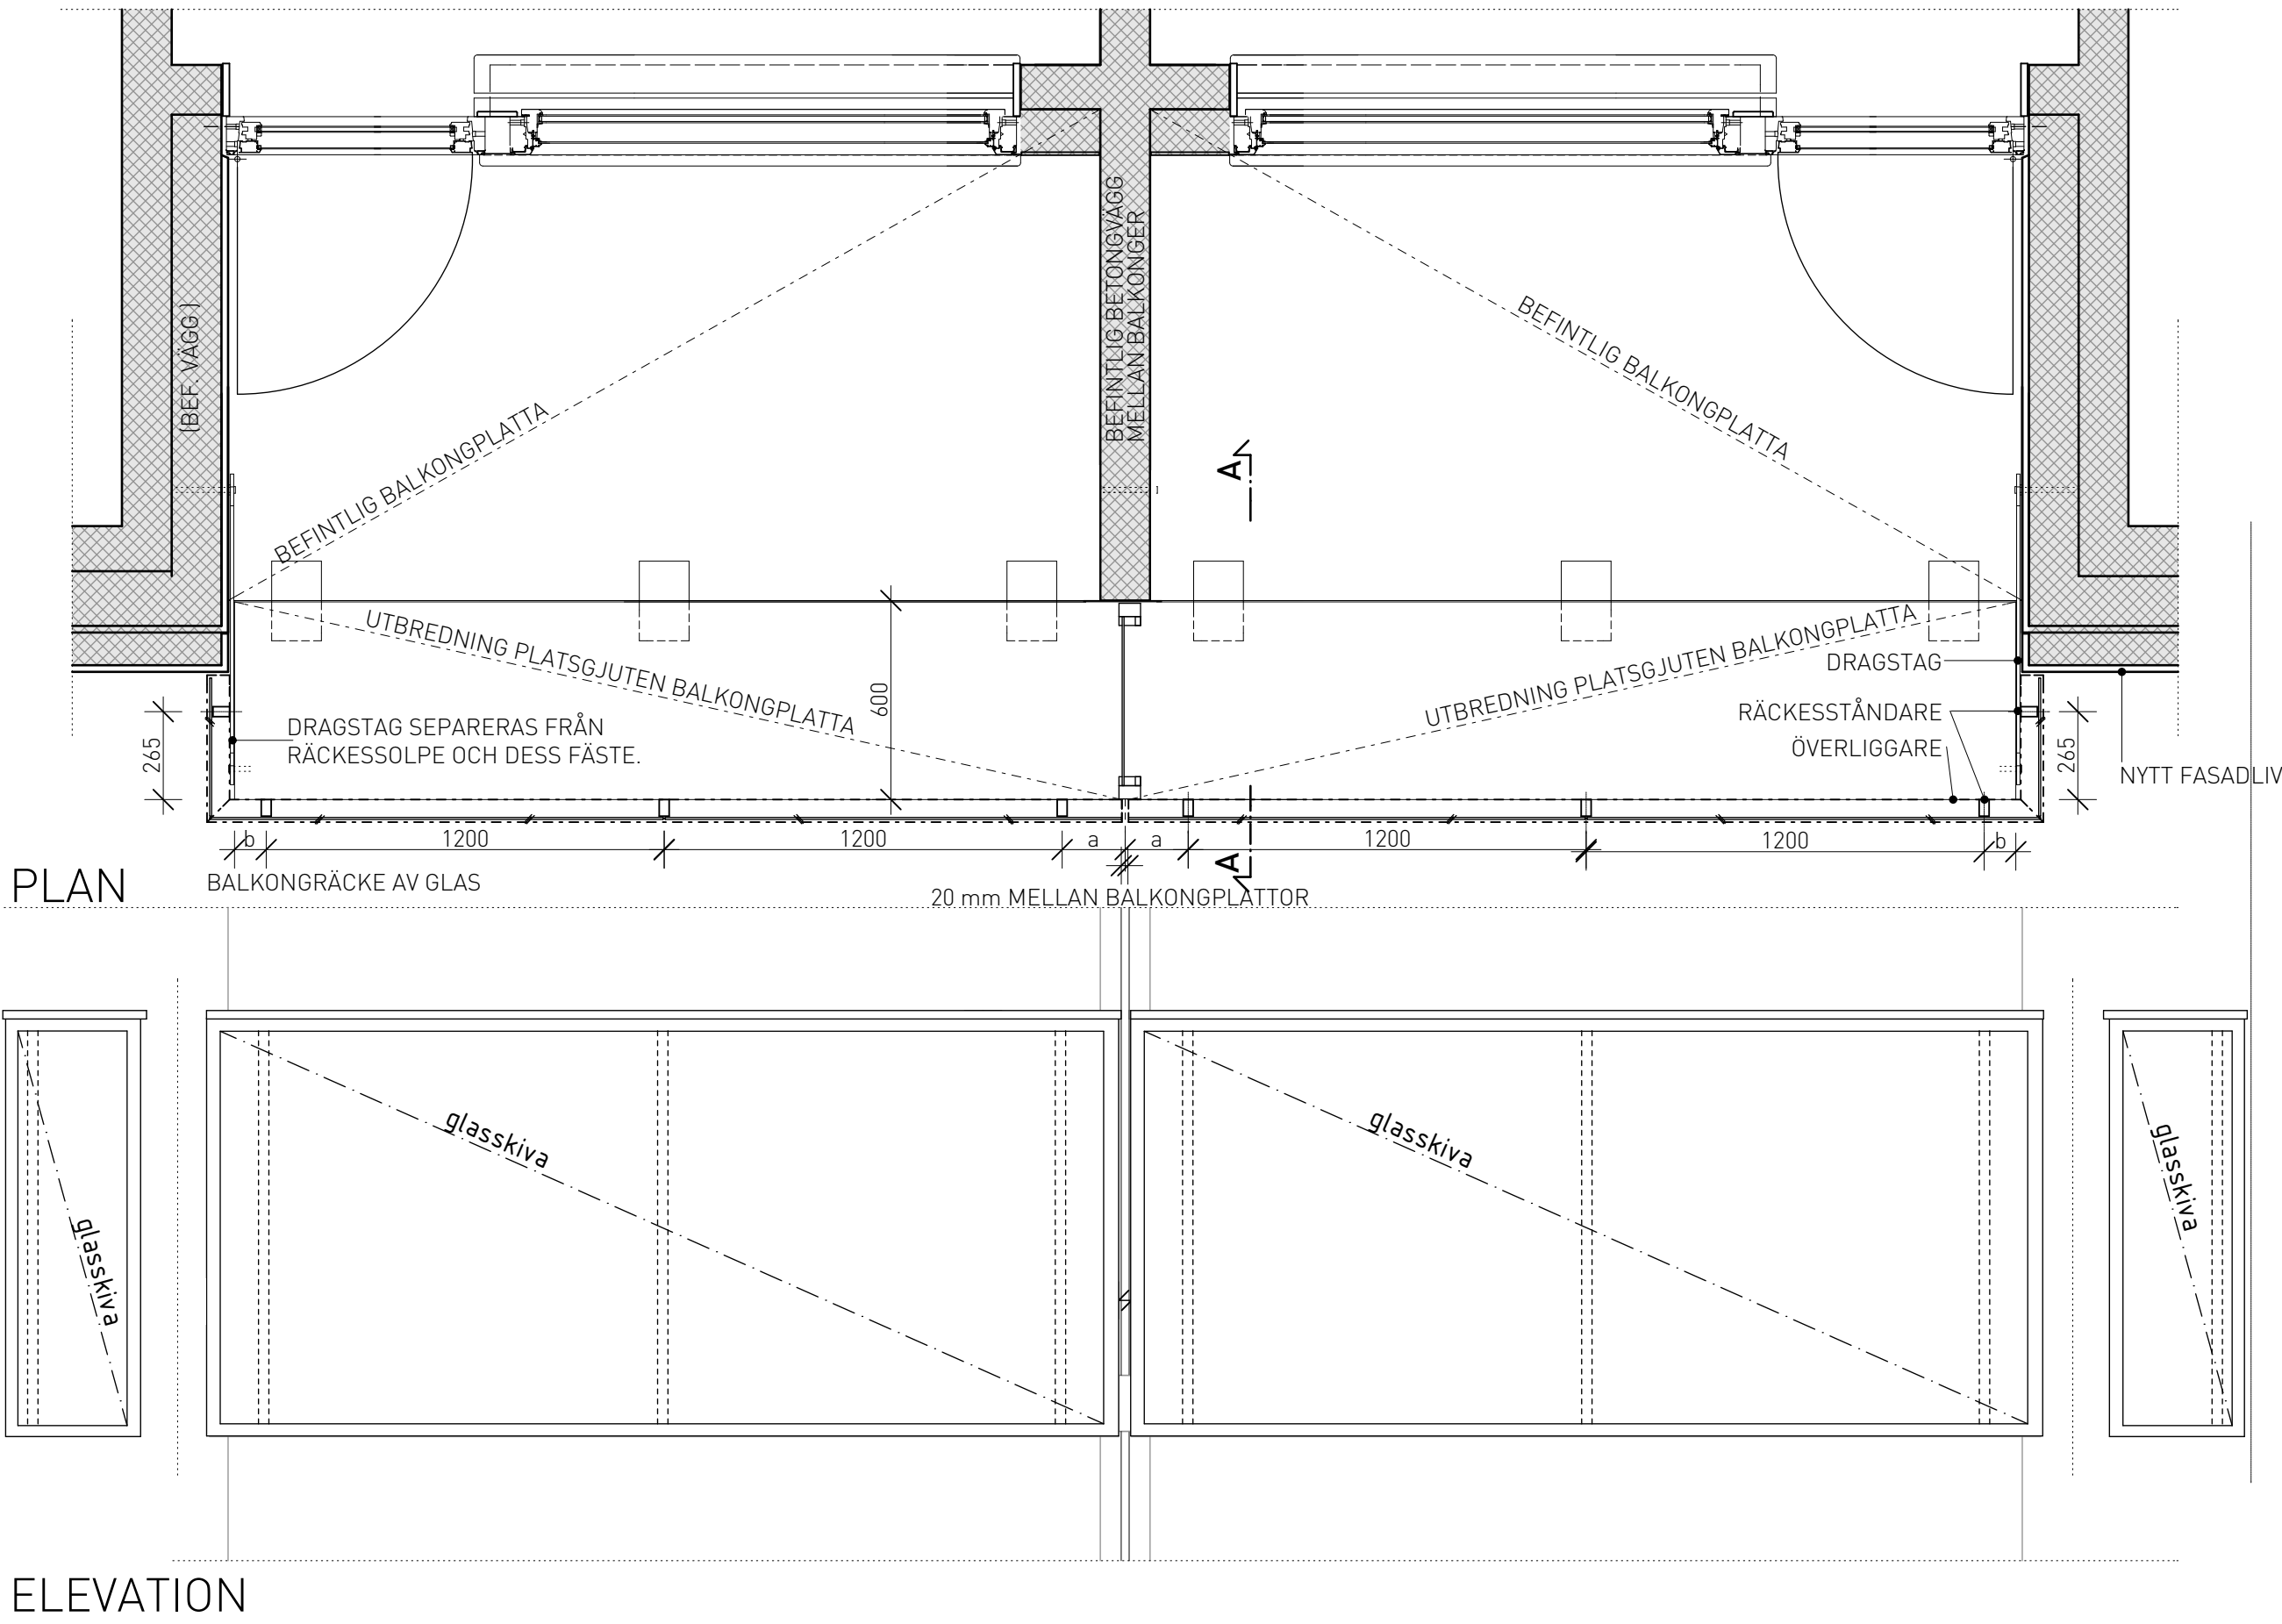 (BEF. VÄGG)
BEFINTLIG BALKONGPLATTA
BEFINTLIG BETONGVÄGG
MELLAN BALKONGER
BEFINTLIG BALKONGPLATTA
A
UTBREDNING PLATSGJUTEN BALKONGPLATTA
UTBREDNING PLATSGJUTEN BALKONGPLATTA
600
DRAGSTAG
RÄCKESSTÅNDARE
ÖVERLIGGARE
DRAGSTAG SEPARERAS FRÅN
RÄCKESSOLPE OCH DESS FÄSTE.
265
265
NYTT FASADLIV
b
1200
1200
a
a
1200
1200
b
A
PLAN
BALKONGRÄCKE AV GLAS
20 mm MELLAN BALKONGPLATTOR
glasskiva
glasskiva
glasskiva
glasskiva
ELEVATION